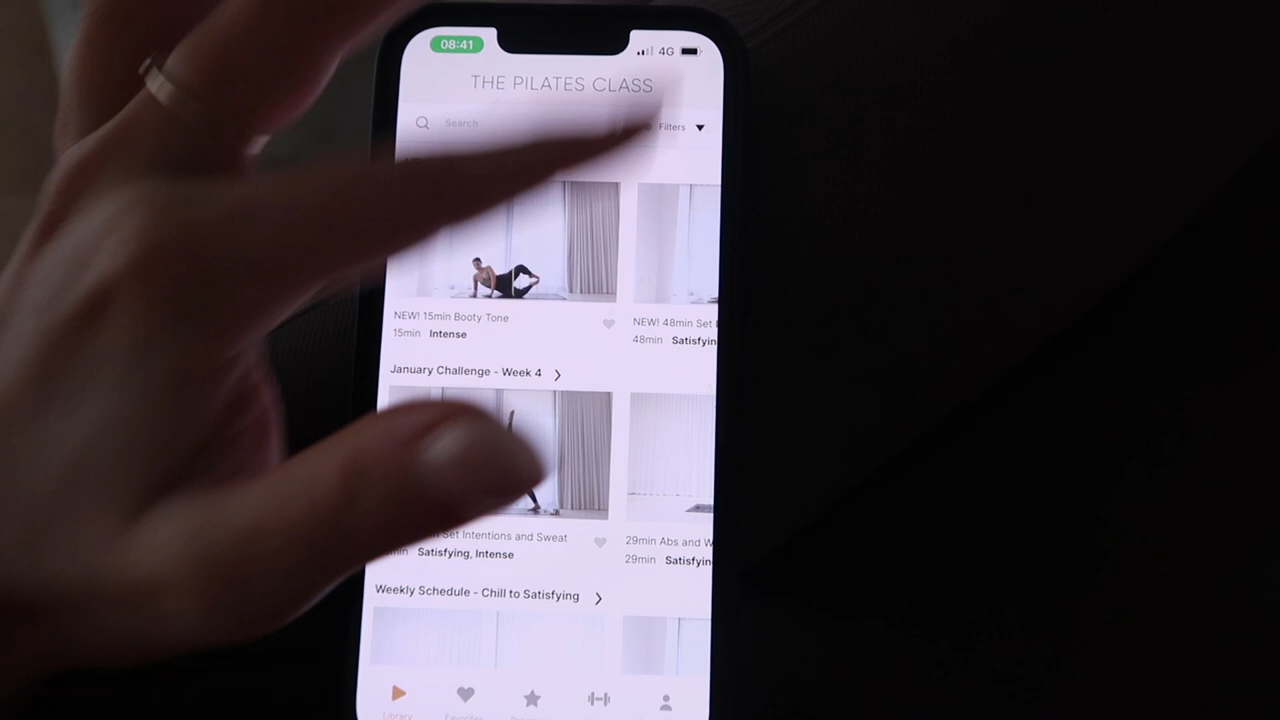 08:41
4G
THE PILATES CLASS
Search
Filters
NEW! 15min Booty Tone
15min Intense
NEW! 48min Set
48min Satisfyin
January Challenge - Week 4
Set Intentions and Sweat
Satisfying, Intense
29min Abs and W
29min Satisfyin
Weekly Schedule - Chill to Satisfying
Library
Favorites